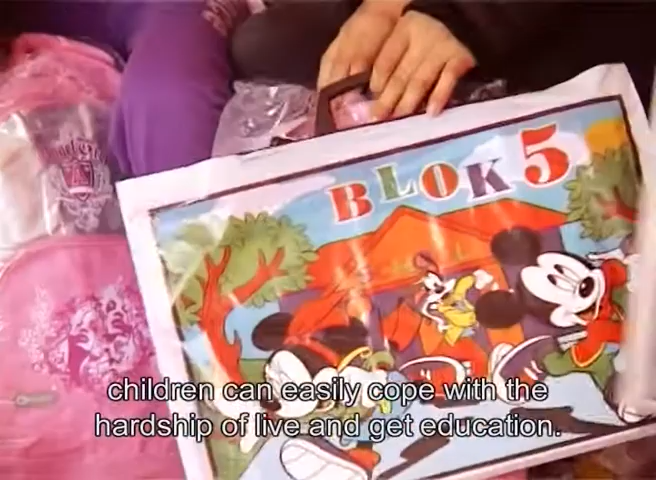 BLOK 5
children can easily cope with the
hardship of live and get education.